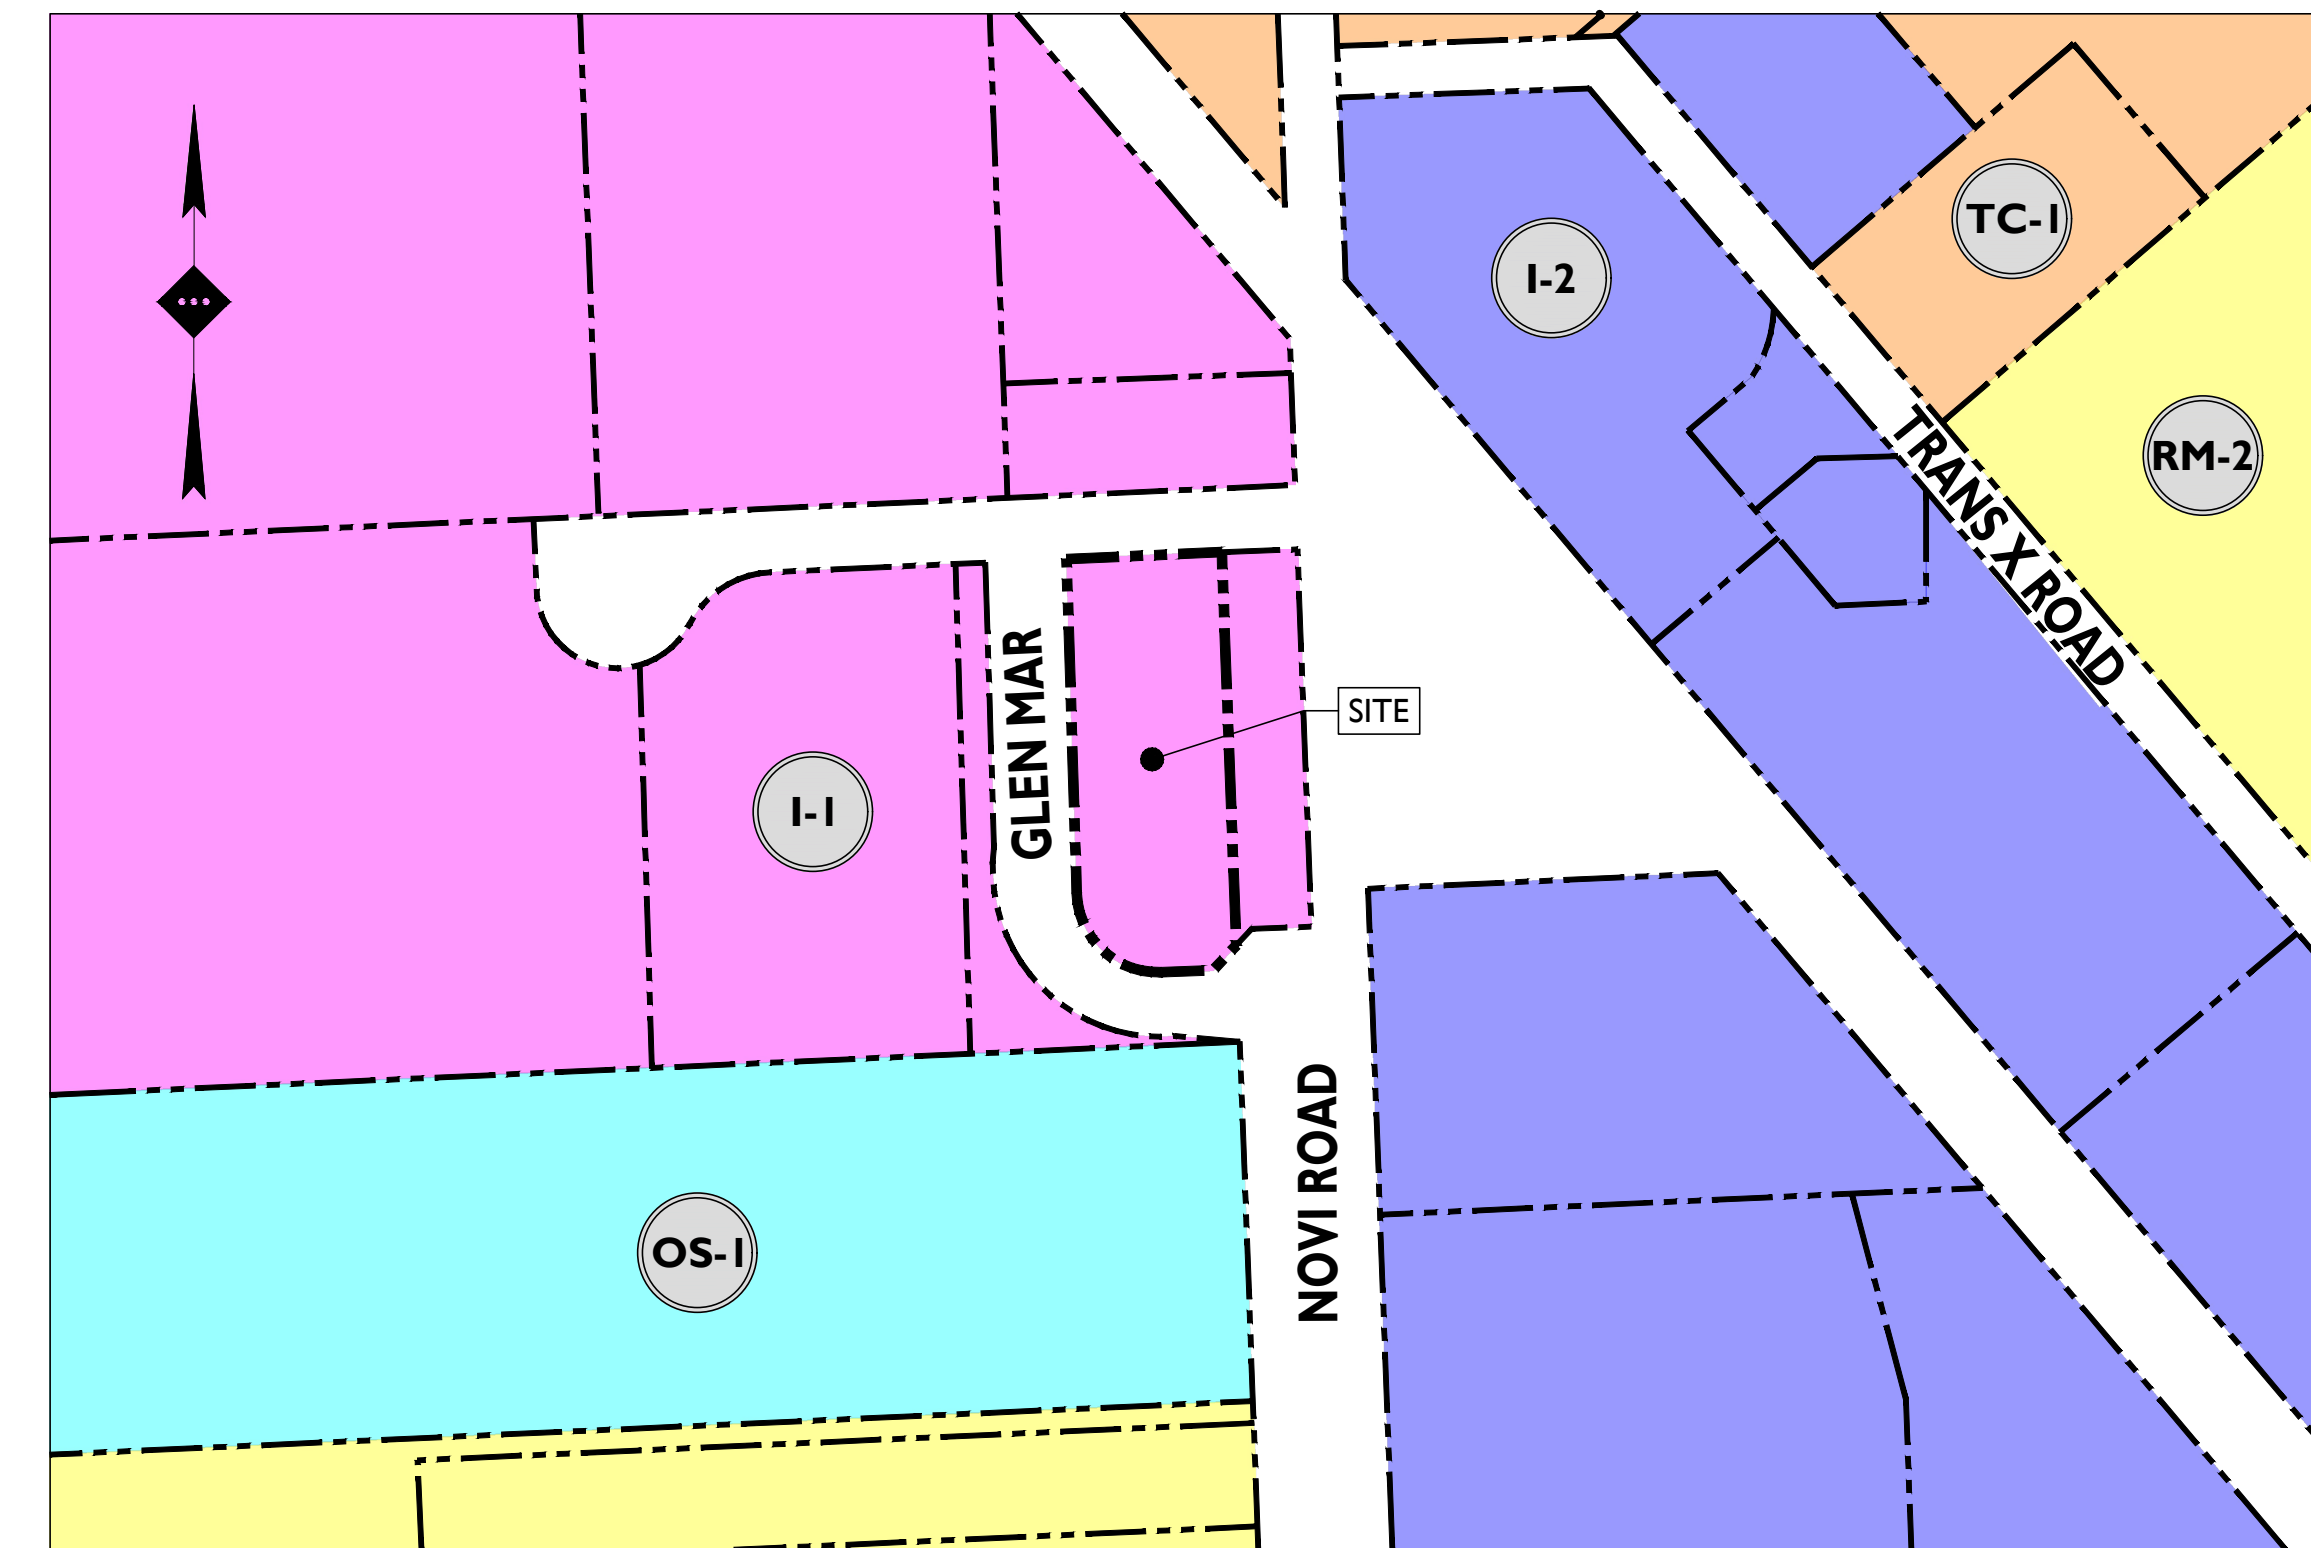 TC-1
I-2
RM-2
TRANS X ROAD
GLEN MAR
SITE
I-1
NOVI ROAD
OS-1